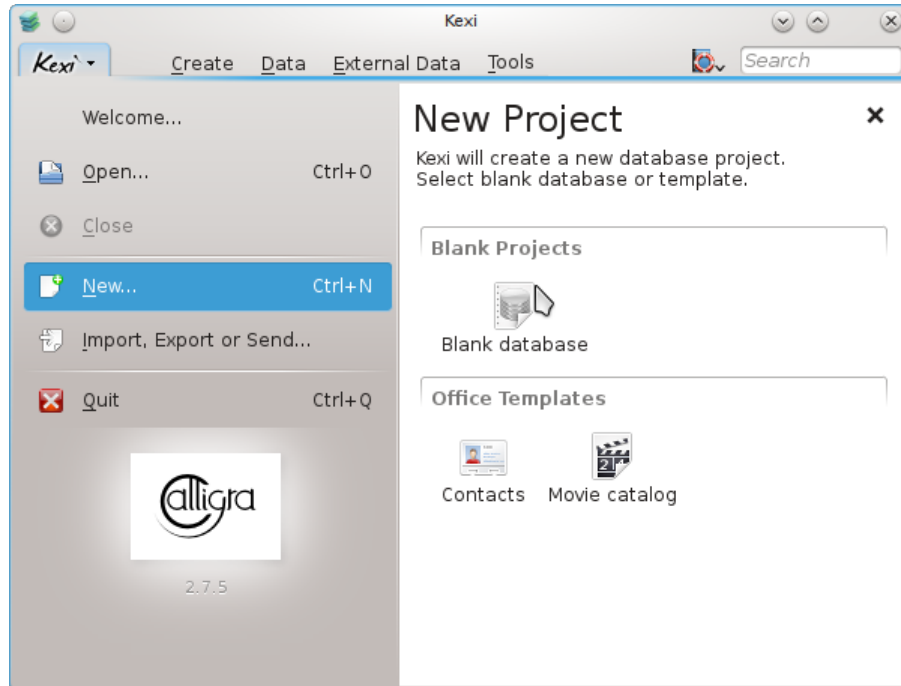 Kexi
Kexi Create Data External Data Tools Search
Welcome...
Open... Ctrl+O
Close
New... Ctrl+N
Import, Export or Send...
Quit Ctrl+Q
Calligra
2.7.5
New Project
Kexi will create a new database project.
Select blank database or template.
Blank Projects
Blank database
Office Templates
Contacts Movie catalog